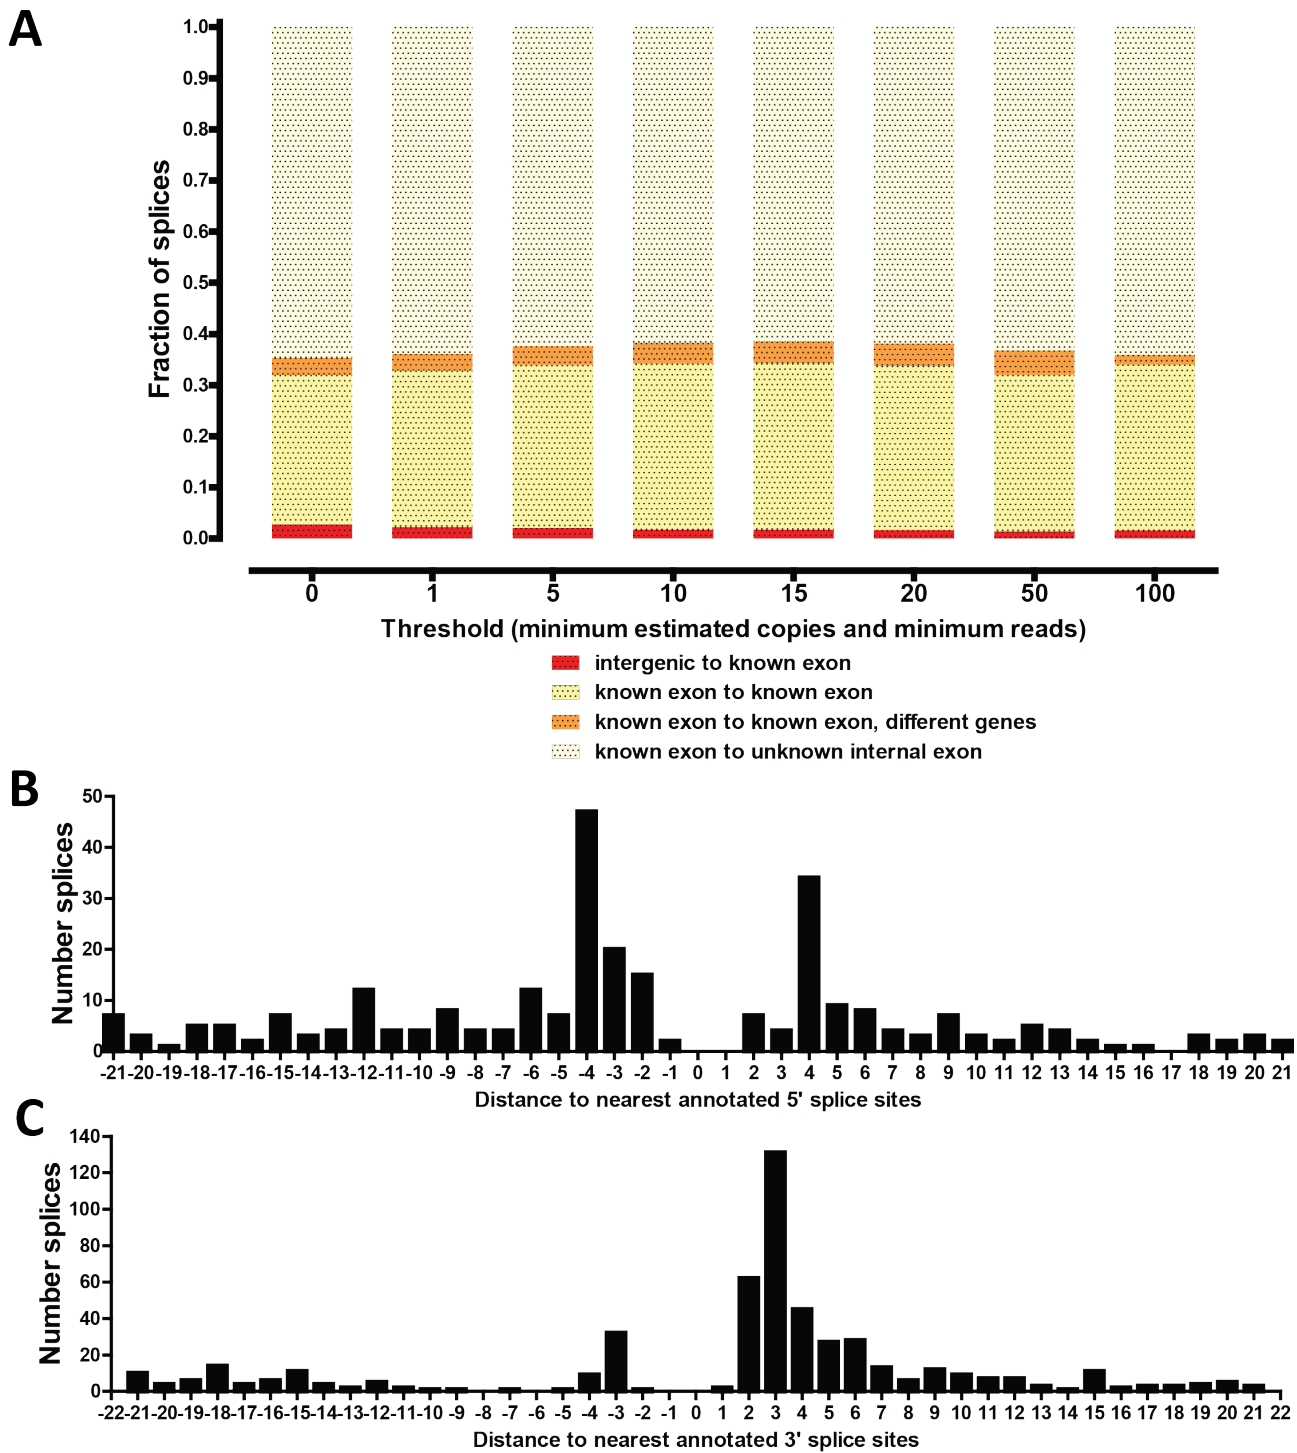 A
1.0
0.9
0.8
0.7
0.6
0.5
0.4
0.3
0.2
0.1
0.0
Fraction of splices
0 1 5 10 15 20 50 100
Threshold (minimum estimated copies and minimum reads)
intergenic to known exon
known exon to known exon
known exon to known exon, different genes
known exon to unknown internal exon
B
50
40
30
20
10
0
Number splices
-21 -20 -19 -18 -17 -16 -15 -14 -13 -12 -11 -10 -9 -8 -7 -6 -5 -4 -3 -2 -1 0 1 2 3 4 5 6 7 8 9 10 11 12 13 14 15 16 17 18 19 20 21
Distance to nearest annotated 5' splice sites
C
140
120
100
80
60
40
20
0
Number splices
-22 -21 -20 -19 -18 -17 -16 -15 -14 -13 -12 -11 -10 -9 -8 -7 -6 -5 -4 -3 -2 -1 0 1 2 3 4 5 6 7 8 9 10 11 12 13 14 15 16 17 18 19 20 21 22
Distance to nearest annotated 3' splice sites